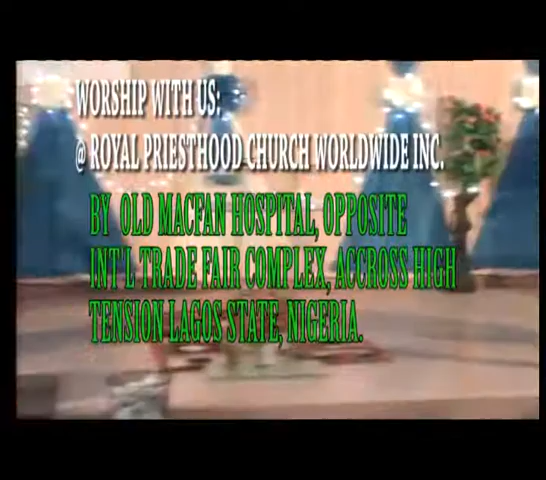 WORSHIP WITH US:
@ ROYAL PRIESTHOOD CHURCH WORLDWIDE INC.
BY OLD MACFAN HOSPITAL, OPPOSITE
INT'L TRADE FAIR COMPLEX, ACCROSS HIGH
TENSION LAGOS STATE, NIGERIA.